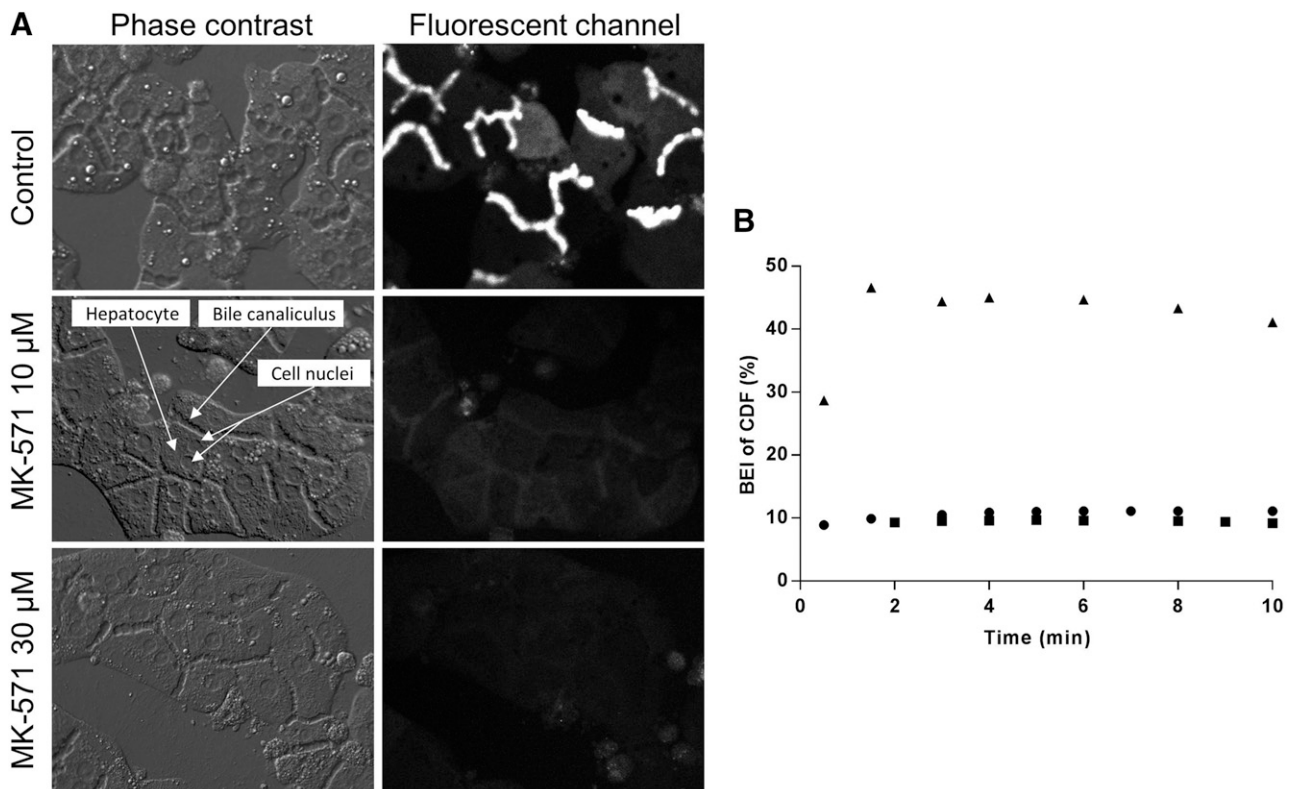 A
Phase contrast
Fluorescent channel
Control
MK-571 10 µM
Hepatocyte
Bile canaliculus
Cell nuclei
MK-571 30 µM
B
BEI of CDF (%)
50
40
30
20
10
0
0 2 4 6 8 10
Time (min)